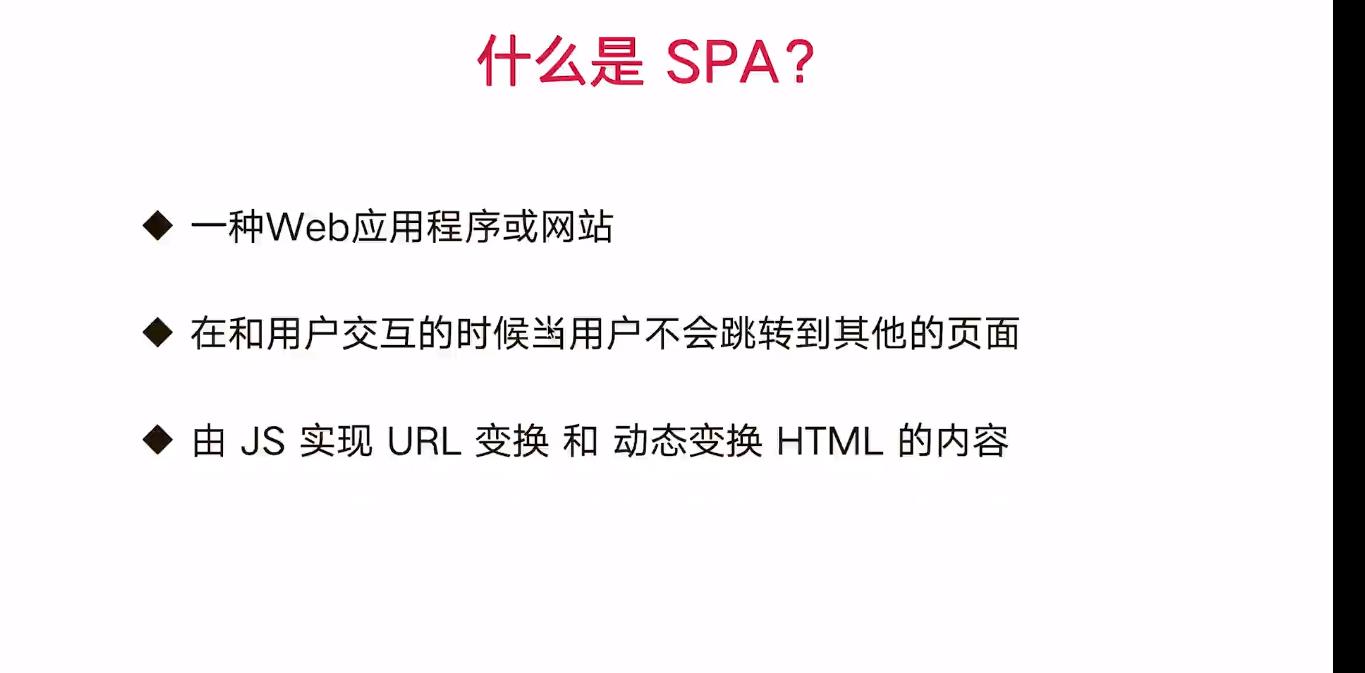 什么是 SPA？
◆ 一种Web应用程序或网站
◆ 在和用户交互的时候当用户不会跳转到其他的页面
◆ 由 JS 实现 URL 变换 和 动态变换 HTML 的内容